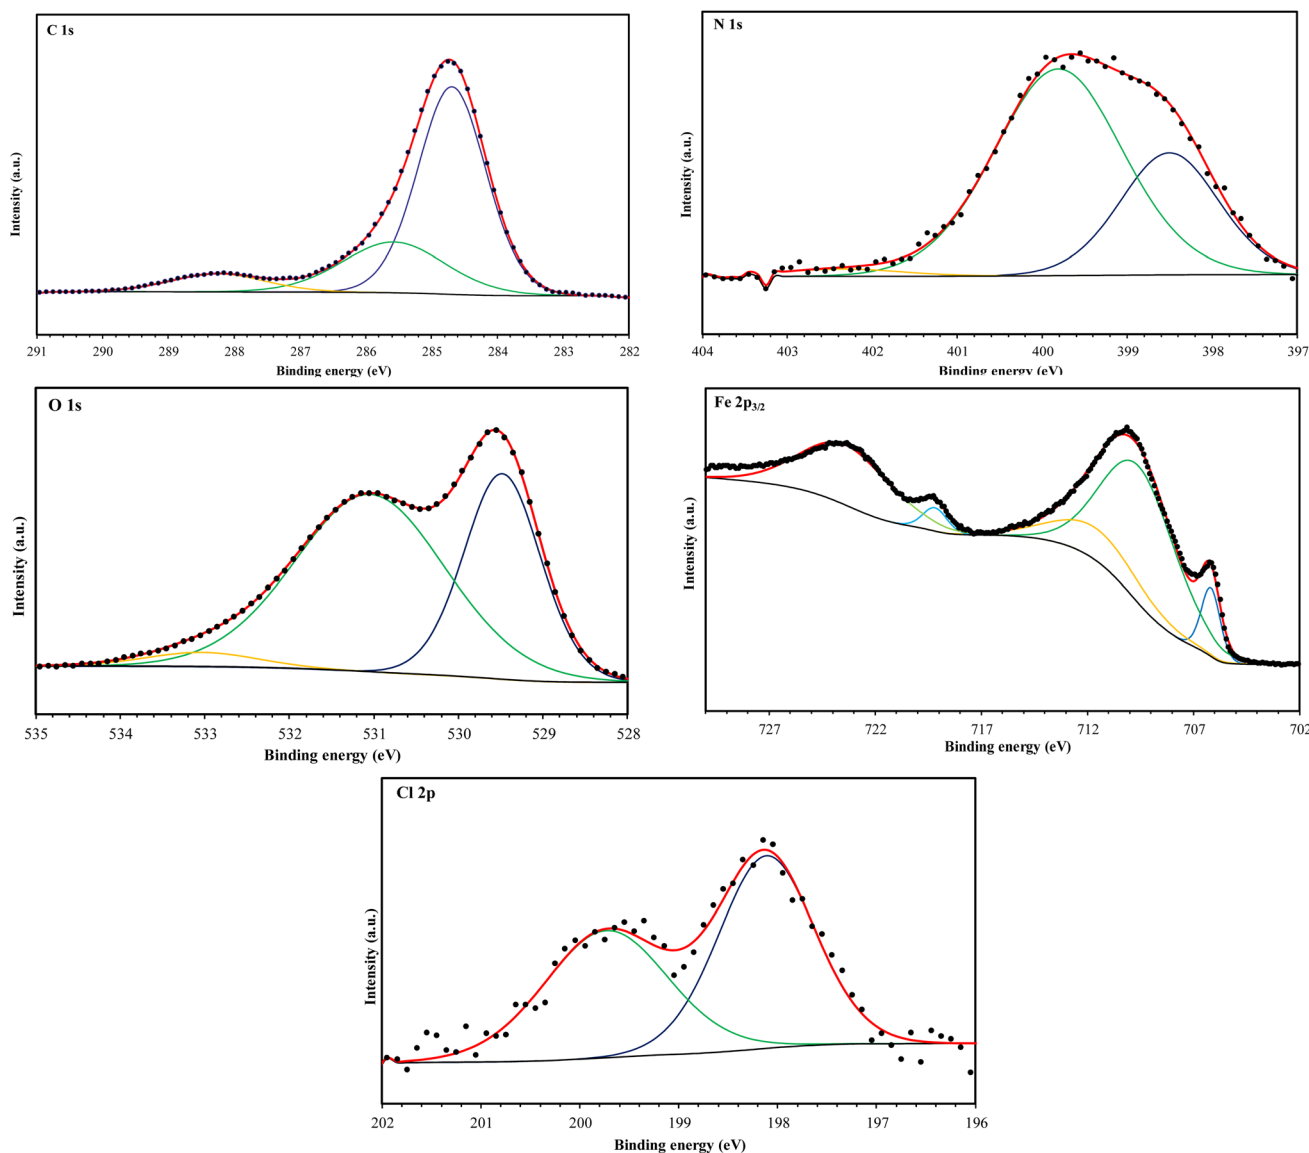 C 1s
Intensity (a.u.)
291 290 289 288 287 286 285 284 283 282
Binding energy (eV)
N 1s
Intensity (a.u.)
404 403 402 401 400 399 398 397
Binding energy (eV)
O 1s
Intensity (a.u.)
535 534 533 532 531 530 529 528
Binding energy (eV)
Fe 2p3/2
Intensity (a.u.)
727 722 717 712 707 702
Binding energy (eV)
Cl 2p
Intensity (a.u.)
202 201 200 199 198 197 196
Binding energy (eV)